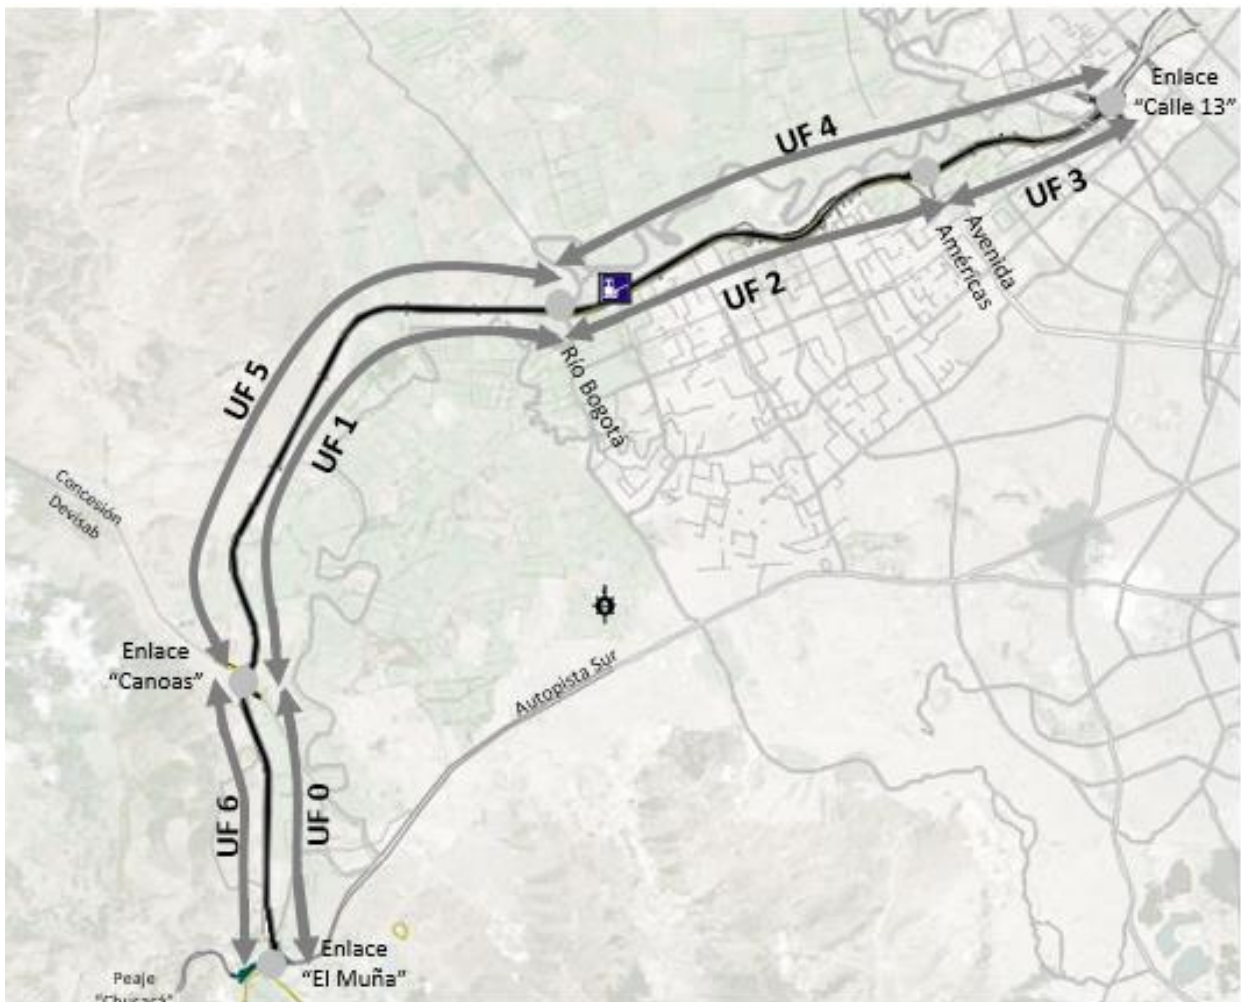 Enlace
"Calle 13"
UF 4
UF 3
Avenida
Américas
UF 2
Río Bogotá
UF 5
UF 1
Concesión
Devisab
Enlace
"Canoas"
Autopista Sur
UF 6
UF 0
Enlace
"El Muña"
Peaje
"Chusacá"